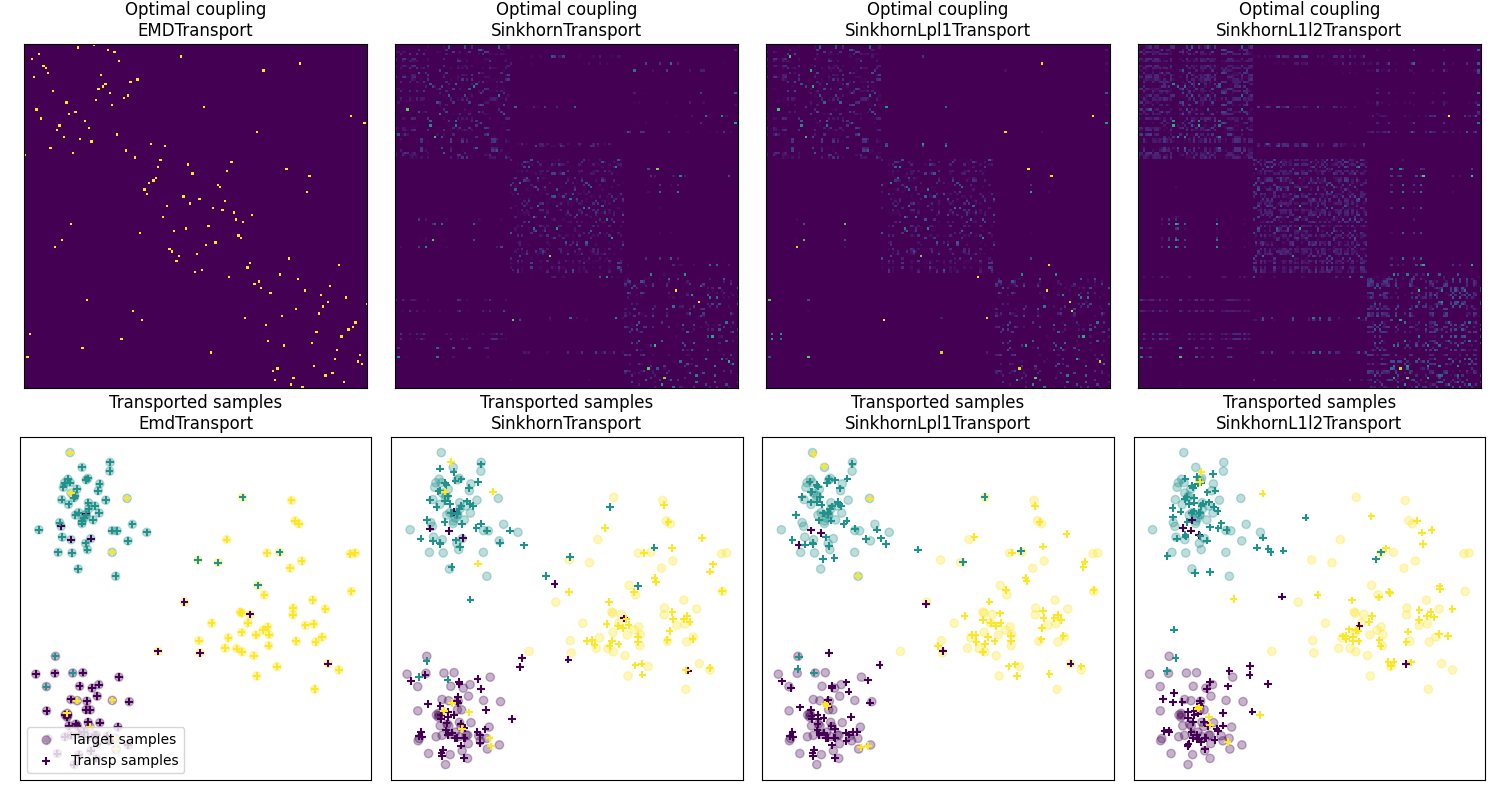 Optimal coupling
EMDTransport
Optimal coupling
SinkhornTransport
Optimal coupling
SinkhornLpl1Transport
Optimal coupling
SinkhornL1l2Transport
Transported samples
EmdTransport
Transported samples
SinkhornTransport
Transported samples
SinkhornLpl1Transport
Transported samples
SinkhornL1l2Transport
Target samples
Transp samples